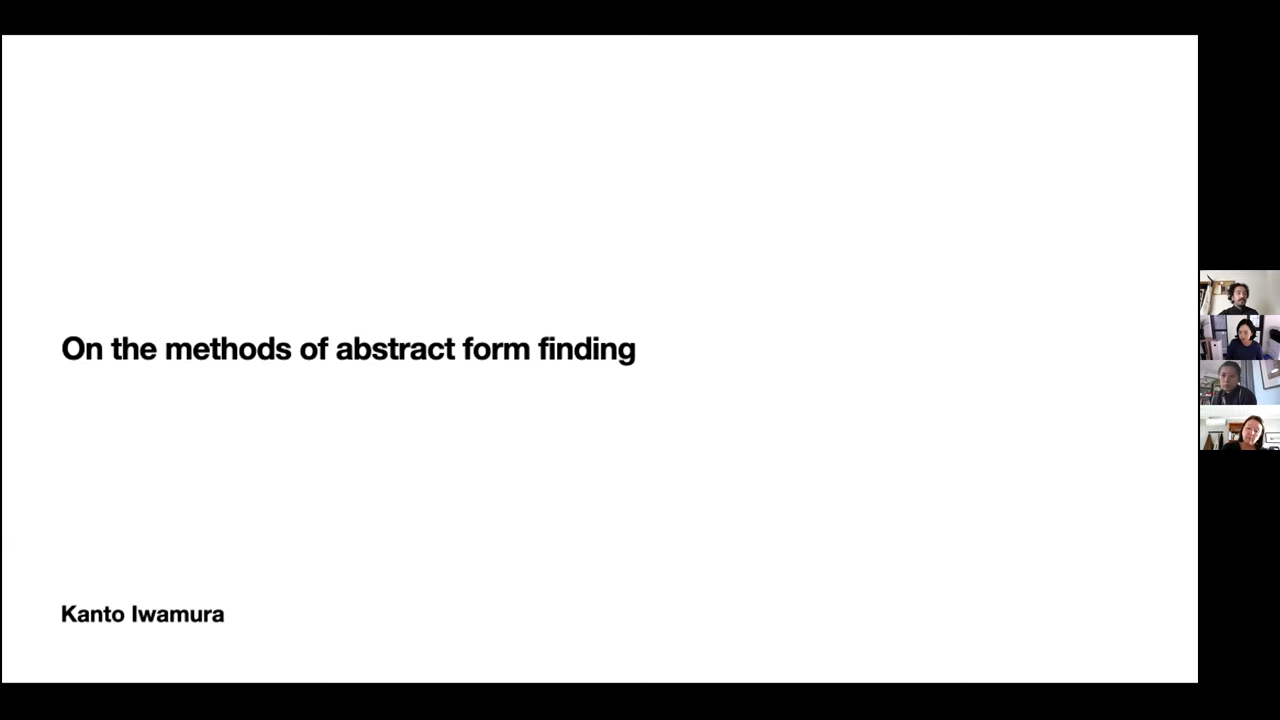 On the methods of abstract form finding
Kanto Iwamura